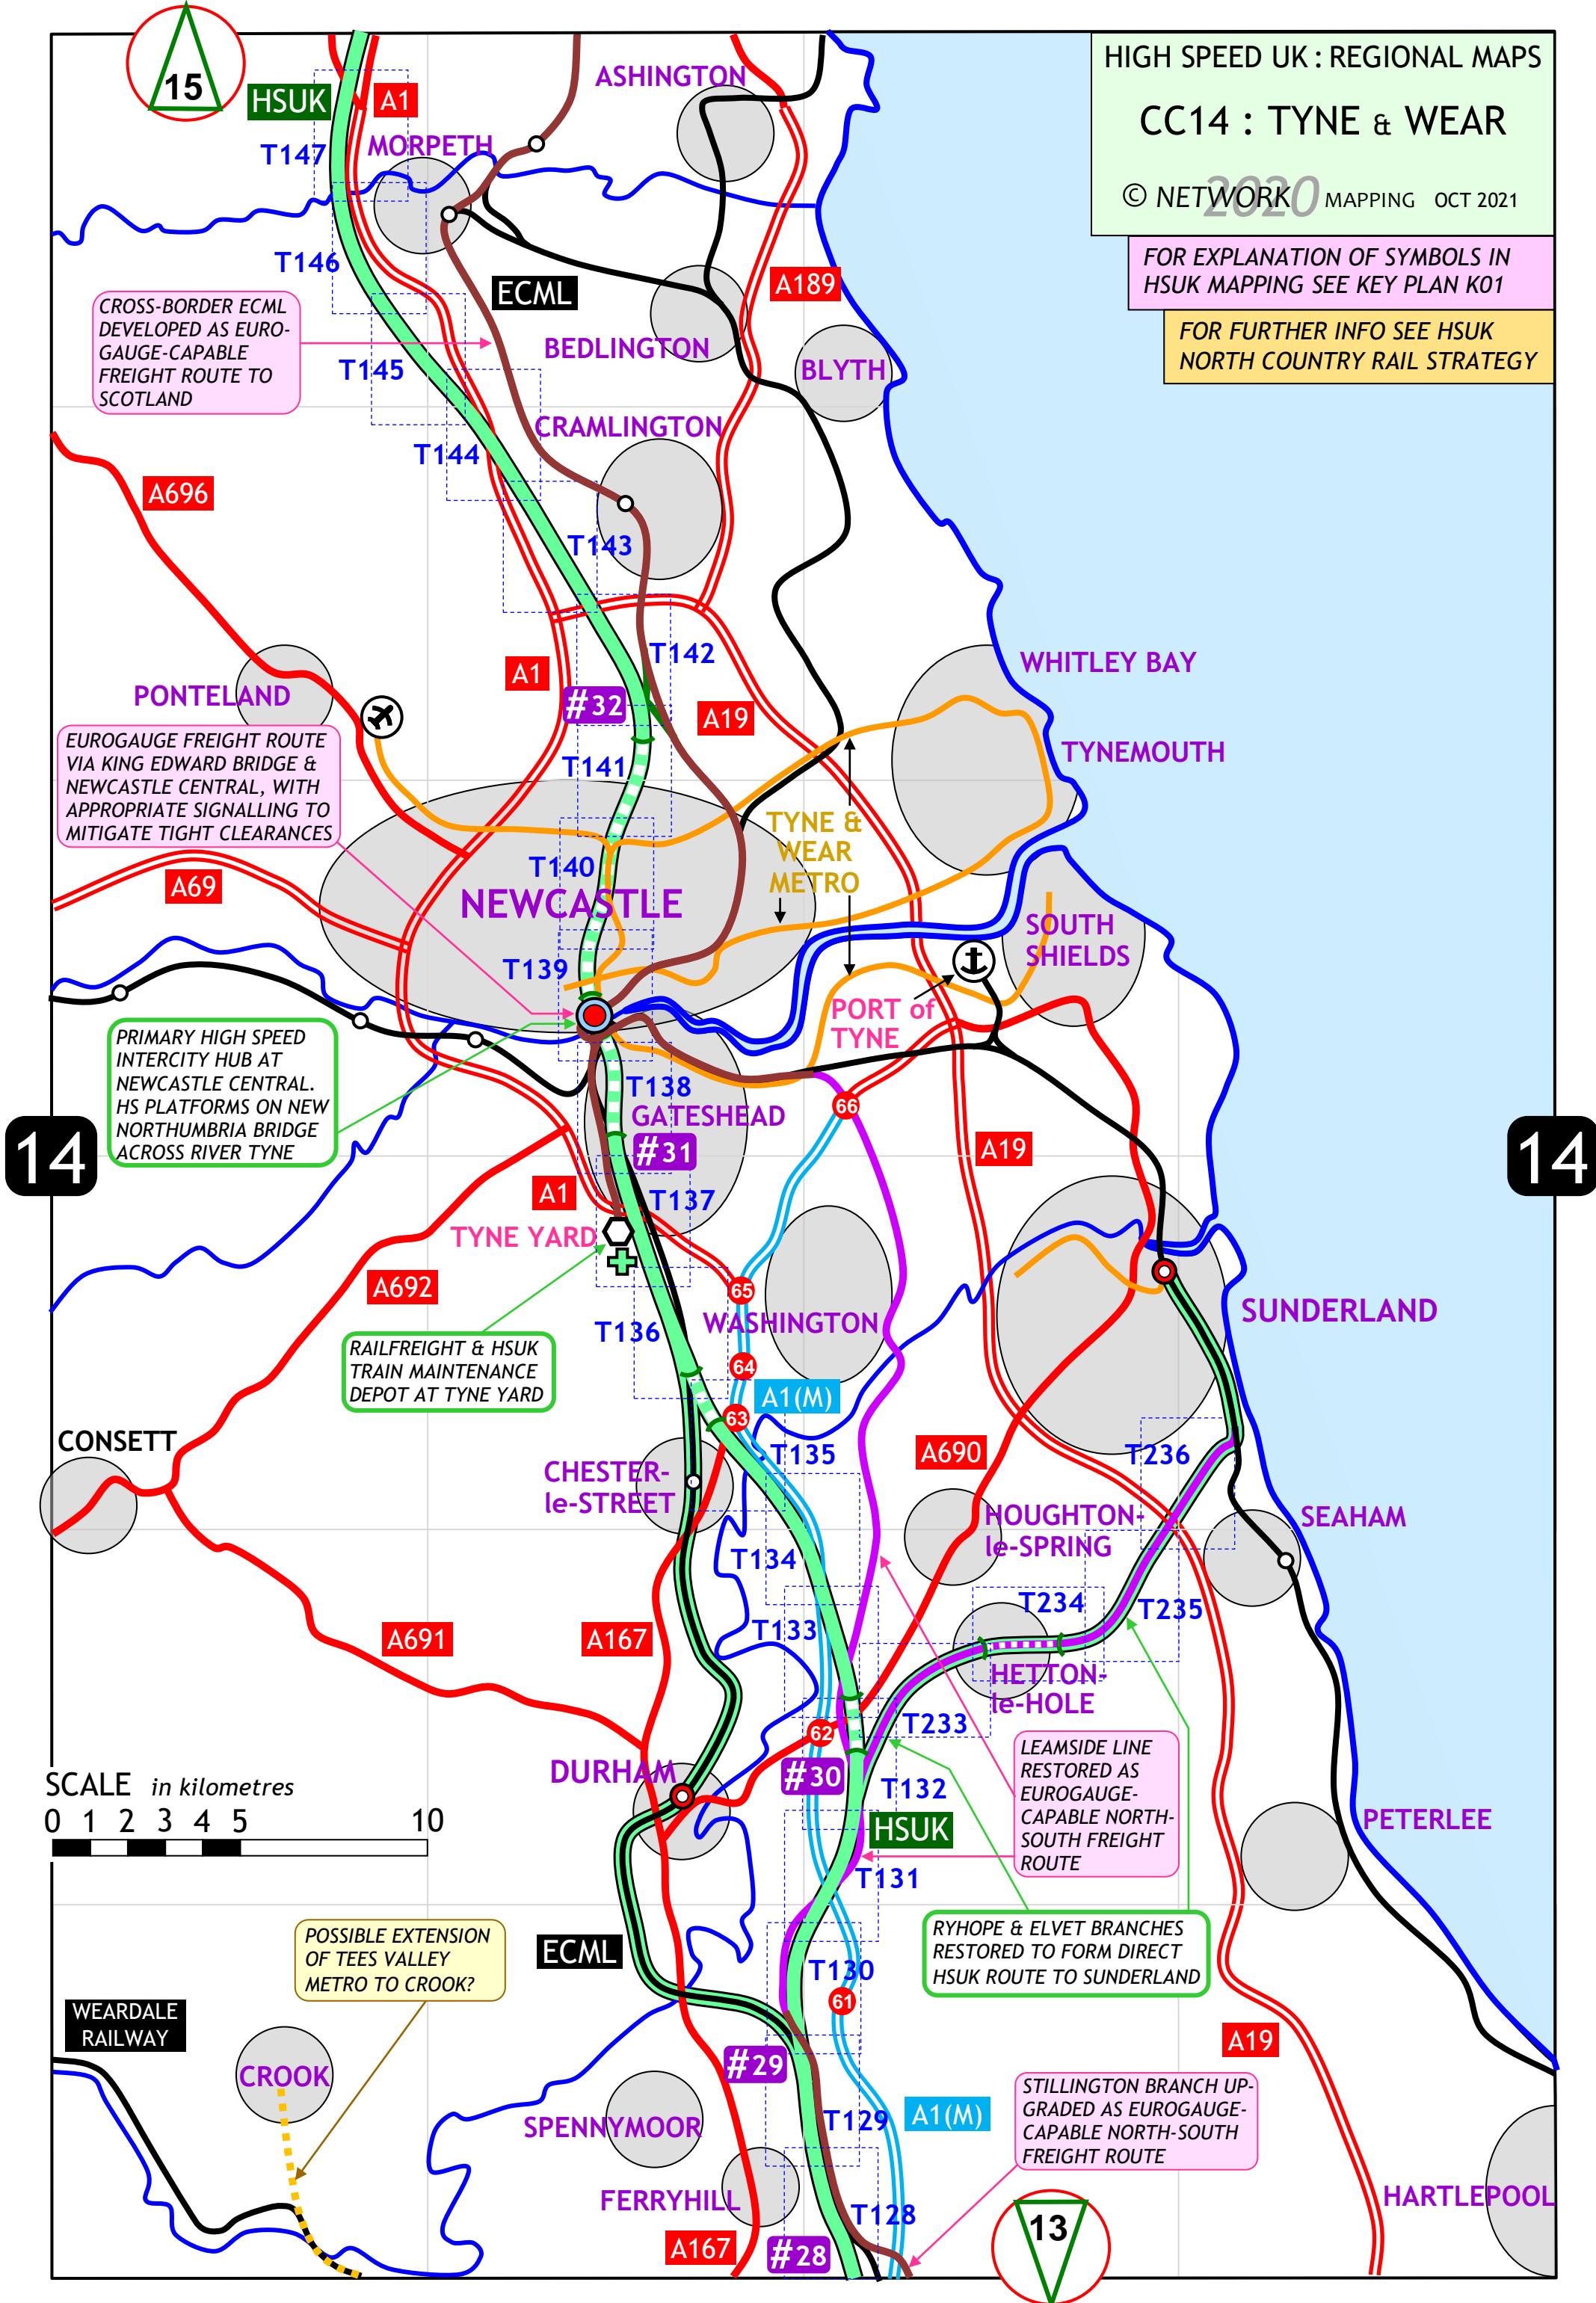 15
HSUK
A1
ASHINGTON
HIGH SPEED UK : REGIONAL MAPS
CC14 : TYNE & WEAR
© NETWORK 2020 MAPPING OCT 2021
FOR EXPLANATION OF SYMBOLS IN
HSUK MAPPING SEE KEY PLAN K01
FOR FURTHER INFO SEE HSUK
NORTH COUNTRY RAIL STRATEGY
T147
MORPETH
T146
ECML
A189
CROSS-BORDER ECML
DEVELOPED AS EURO-
GAUGE-CAPABLE
FREIGHT ROUTE TO
SCOTLAND
BEDLINGTON
T145
BLYTH
CRAMLINGTON
T144
A696
T143
T142
WHITLEY BAY
A1
PONTELAND
#32
A19
EUROGAUGE FREIGHT ROUTE
VIA KING EDWARD BRIDGE &
NEWCASTLE CENTRAL, WITH
APPROPRIATE SIGNALLING TO
MITIGATE TIGHT CLEARANCES
TYNEMOUTH
T141
TYNE &
WEAR
METRO
T140
A69
NEWCASTLE
SOUTH
SHIELDS
T139
PORT of
TYNE
PRIMARY HIGH SPEED
INTERCITY HUB AT
NEWCASTLE CENTRAL.
HS PLATFORMS ON NEW
NORTHUMBRIA BRIDGE
ACROSS RIVER TYNE
T138
66
GATESHEAD
14
#31
A19
14
A1
T137
TYNE YARD
A692
65
SUNDERLAND
T136
WASHINGTON
RAILFREIGHT & HSUK
TRAIN MAINTENANCE
DEPOT AT TYNE YARD
64
A1(M)
63
CONSETT
T135
A690
T236
CHESTER-
le-STREET
HOUGHTON-
le-SPRING
SEAHAM
T134
T234
T235
T133
A691
A167
HETTON-
le-HOLE
T233
62
LEAMSIDE LINE
RESTORED AS
EUROGAUGE-
CAPABLE NORTH-
SOUTH FREIGHT
ROUTE
DURHAM
#30
T132
SCALE in kilometres
0 1 2 3 4 5 10
HSUK
PETERLEE
T131
POSSIBLE EXTENSION
OF TEES VALLEY
METRO TO CROOK?
ECML
RYHOPE & ELVET BRANCHES
RESTORED TO FORM DIRECT
HSUK ROUTE TO SUNDERLAND
T130
61
WEARDALE
RAILWAY
A19
#29
CROOK
STILLINGTON BRANCH UP-
GRADED AS EUROGAUGE-
CAPABLE NORTH-SOUTH
FREIGHT ROUTE
T129
A1(M)
SPENNYMOOR
FERRYHILL
HARTLEPOOL
T128
13
A167
#28